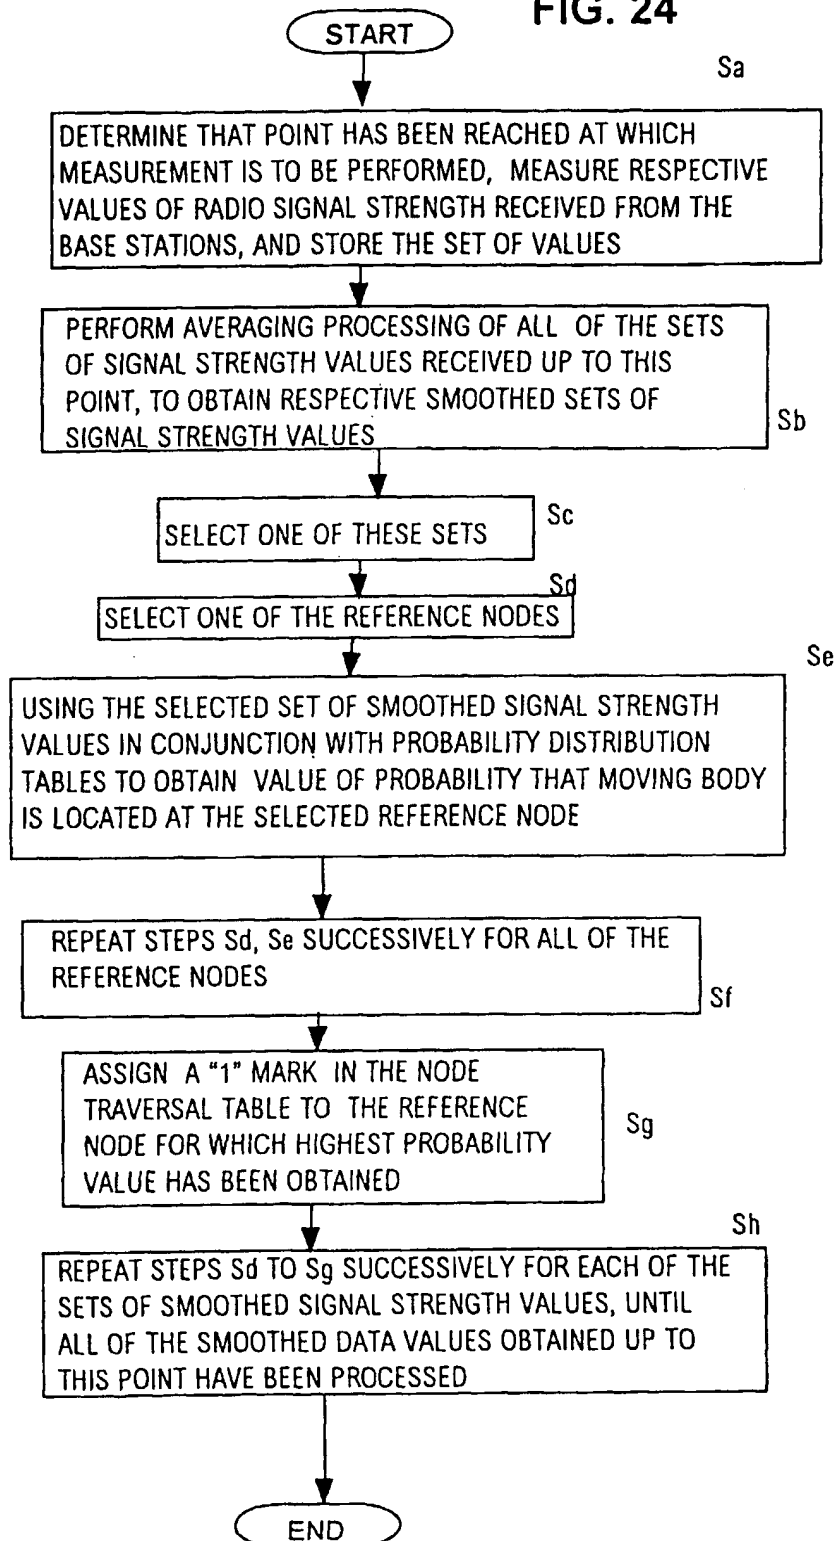 FIG. 24
START
Sa
DETERMINE THAT POINT HAS BEEN REACHED AT WHICH
MEASUREMENT IS TO BE PERFORMED, MEASURE RESPECTIVE
VALUES OF RADIO SIGNAL STRENGTH RECEIVED FROM THE
BASE STATIONS, AND STORE THE SET OF VALUES
PERFORM AVERAGING PROCESSING OF ALL OF THE SETS
OF SIGNAL STRENGTH VALUES RECEIVED UP TO THIS
POINT, TO OBTAIN RESPECTIVE SMOOTHED SETS OF
SIGNAL STRENGTH VALUES
Sb
SELECT ONE OF THESE SETS
Sc
Sd
SELECT ONE OF THE REFERENCE NODES
Se
USING THE SELECTED SET OF SMOOTHED SIGNAL STRENGTH
VALUES IN CONJUNCTION WITH PROBABILITY DISTRIBUTION
TABLES TO OBTAIN VALUE OF PROBABILITY THAT MOVING BODY
IS LOCATED AT THE SELECTED REFERENCE NODE
REPEAT STEPS Sd, Se SUCCESSIVELY FOR ALL OF THE
REFERENCE NODES
Sf
ASSIGN A "1" MARK IN THE NODE
TRAVERSAL TABLE TO THE REFERENCE
NODE FOR WHICH HIGHEST PROBABILITY
VALUE HAS BEEN OBTAINED
Sg
Sh
REPEAT STEPS Sd TO Sg SUCCESSIVELY FOR EACH OF THE
SETS OF SMOOTHED SIGNAL STRENGTH VALUES, UNTIL
ALL OF THE SMOOTHED DATA VALUES OBTAINED UP TO
THIS POINT HAVE BEEN PROCESSED
END